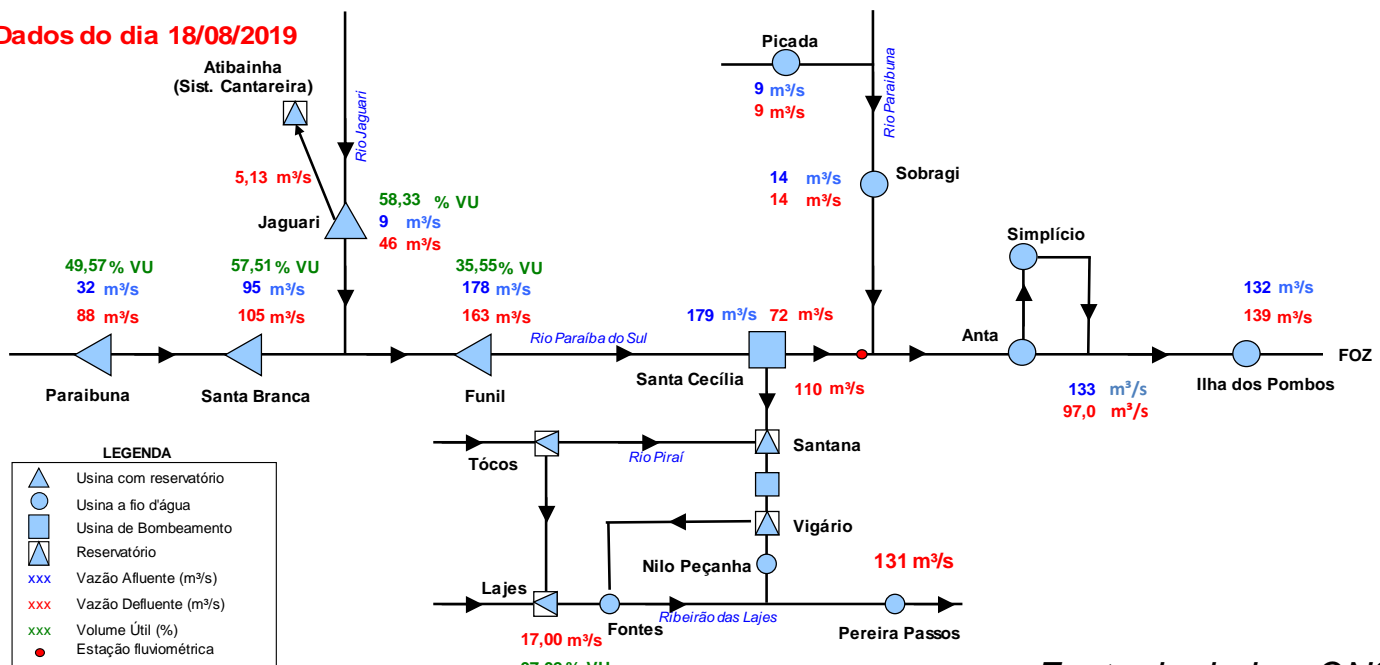 Dados do dia 18/08/2019
Picada
9 m³/s
9 m³/s
Rio Paraibuna
Atibainha
(Sist. Cantareira)
Rio Jaguari
5,13 m³/s
Jaguari
58,33 % VU
9 m³/s
46 m³/s
14 m³/s
14 m³/s
Sobragi
Simplício
49,57 % VU
32 m³/s
88 m³/s
57,51 % VU
95 m³/s
105 m³/s
35,55 % VU
178 m³/s
163 m³/s
Rio Paraíba do Sul
179 m³/s 72 m³/s
132 m³/s
139 m³/s
Anta
FOZ
Paraibuna
Santa Branca
Funil
Santa Cecília
110 m³/s
133 m³/s
97,0 m³/s
Ilha dos Pombos
Tócos
Rio Piraí
Santana
Vigário
Nilo Peçanha
131 m³/s
Lajes
Fontes
Ribeirão das Lajes
Pereira Passos
17,00 m³/s
% VU
LEGENDA
Usina com reservatório
Usina a fio d'água
Usina de Bombeamento
Reservatório
xxx Vazão Afluente (m³/s)
xxx Vazão Defluente (m³/s)
xxx Volume Útil (%)
Estação fluviométrica